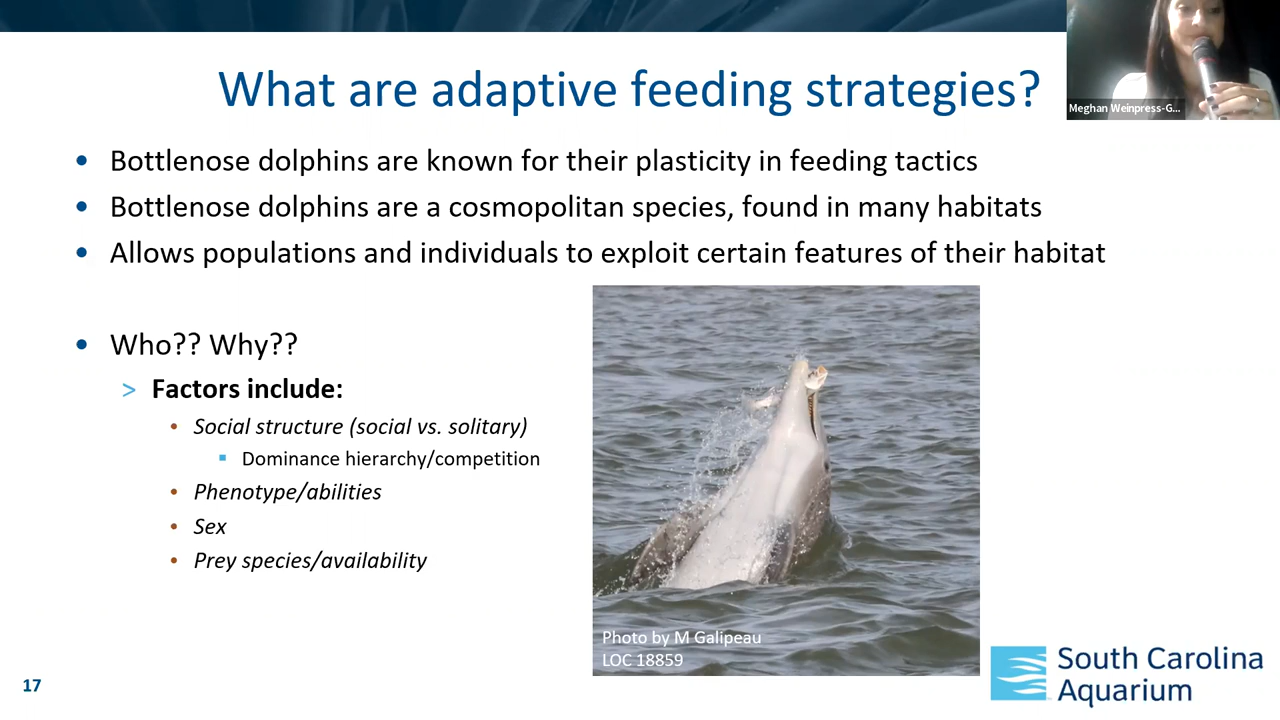 What are adaptive feeding strategies?
Meghan Weinpress-G...
• Bottlenose dolphins are known for their plasticity in feeding tactics
• Bottlenose dolphins are a cosmopolitan species, found in many habitats
• Allows populations and individuals to exploit certain features of their habitat
• Who?? Why??
> Factors include:
• Social structure (social vs. solitary)
▪ Dominance hierarchy/competition
• Phenotype/abilities
• Sex
• Prey species/availability
Photo by M Galipeau
LOC 18859
17
South Carolina
Aquarium